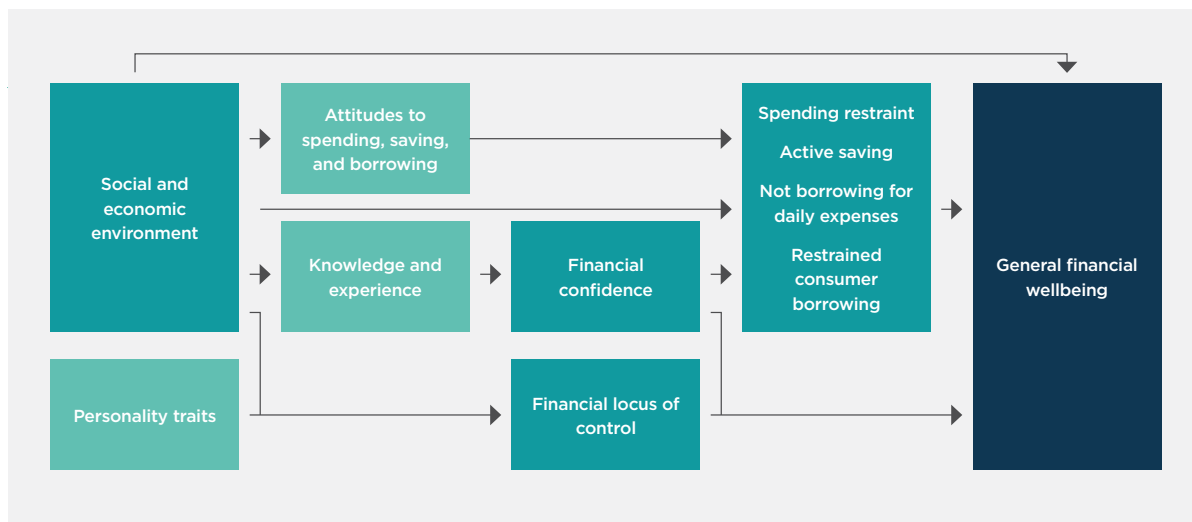 Social and
economic
environment
Attitudes to
spending, saving,
and borrowing
Spending restraint
Active saving
Not borrowing for
daily expenses
Restrained
consumer
borrowing
Knowledge and
experience
Financial
confidence
General financial
wellbeing
Personality traits
Financial locus of
control